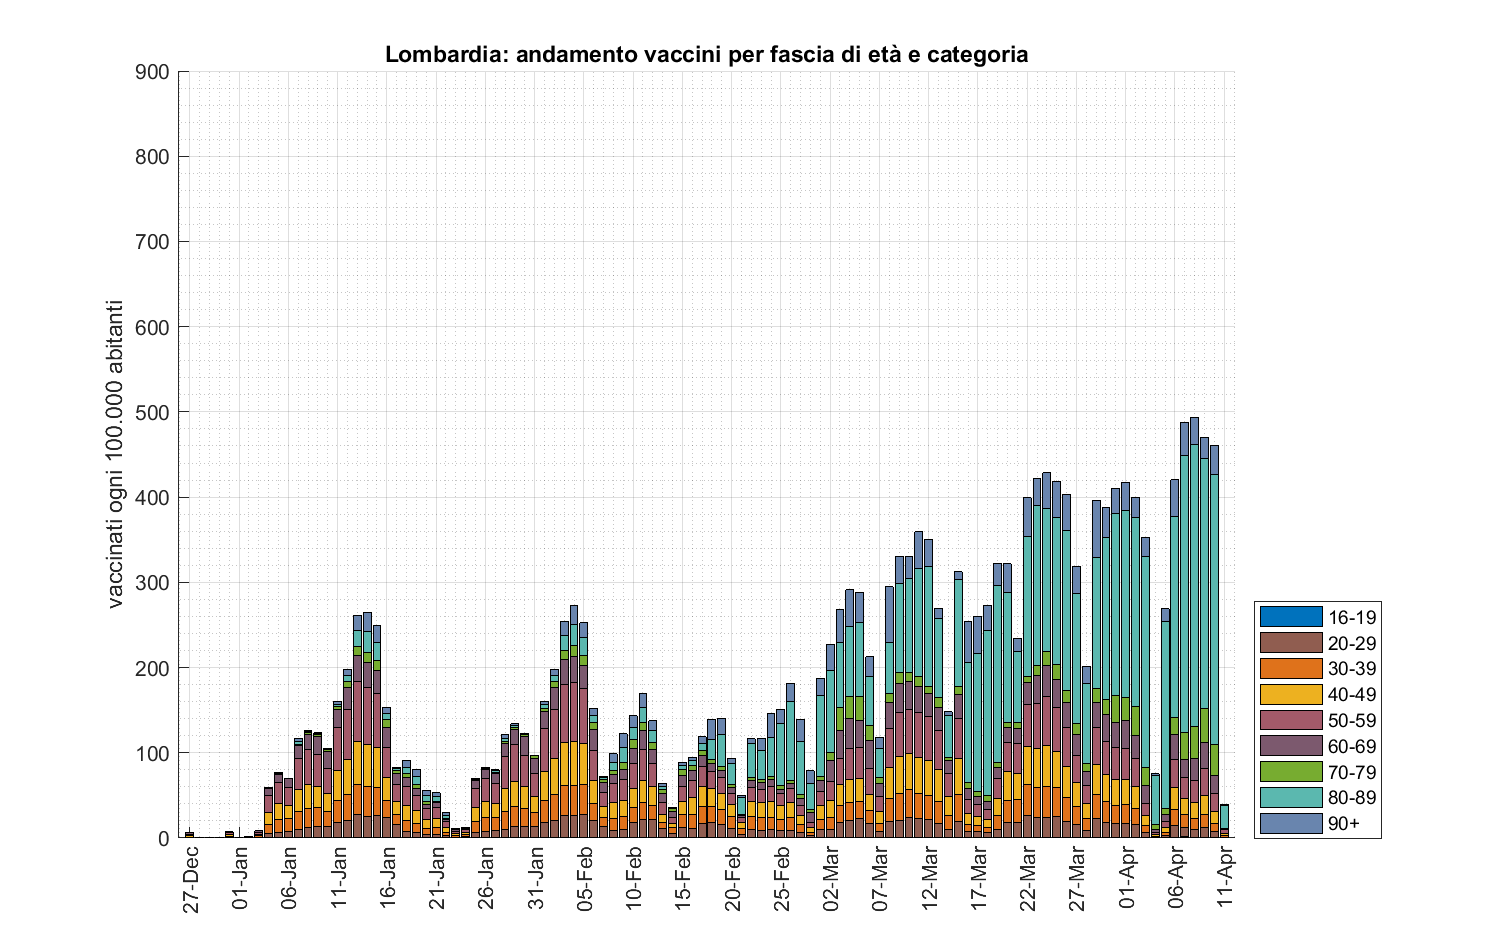 Lombardia: andamento vaccini per fascia di età e categoria
vaccinati ogni 100.000 abitanti
900
800
700
600
500
400
300
200
100
0
27-Dec
01-Jan
06-Jan
11-Jan
16-Jan
21-Jan
26-Jan
31-Jan
05-Feb
10-Feb
15-Feb
20-Feb
25-Feb
02-Mar
07-Mar
12-Mar
17-Mar
22-Mar
27-Mar
01-Apr
06-Apr
11-Apr
16-19
20-29
30-39
40-49
50-59
60-69
70-79
80-89
90+